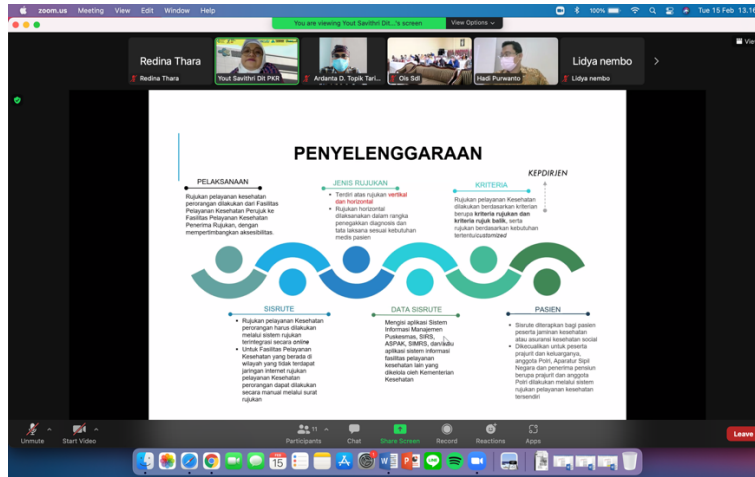 zoom.us Meeting View Edit Window Help
100% Tue 15 Feb 13.16
You are viewing Yout Savithri Dit...'s screen View Options
View
Redina Thara
Lidya nembo
Redina Thara Yout Savithri Dit PKR Ardanta D. Topik Tari... Ois Sdl Hadi Purwanto Lidya nembo
PENYELENGGARAAN
KEPDIRJEN
PELAKSANAAN
Rujukan pelayanan kesehatan
perorangan dilakukan dari Fasilitas
Pelayanan Kesehatan Perujuk ke
Fasilitas Pelayanan Kesehatan
Penerima Rujukan, dengan
mempertimbangkan aksesibilitas.
JENIS RUJUKAN
• Terdiri atas rujukan vertikal
dan horizontal
• Rujukan horizontal
dilaksanakan dalam rangka
penegakkan diagnosis dan
tata laksana sesuai kebutuhan
medis pasien
KRITERIA
Rujukan pelayanan Kesehatan
dilakukan berdasarkan kriterian
berupa kriteria rujukan dan
kriteria rujuk balik, serta
rujukan berdasarkan kebutuhan
tertentu/customized
SISRUTE
• Rujukan pelayanan Kesehatan
perorangan harus dilakukan
melalui sistem rujukan
terintegrasi secara online
• Untuk Fasilitas Pelayanan
Kesehatan yang berada di
wilayah yang tidak terdapat
jaringan internet rujukan
pelayanan Kesehatan
perorangan dapat dilakukan
secara manual melalui surat
rujukan
DATA SISRUTE
Mengisi aplikasi Sistem
Informasi Manajemen
Puskesmas, SIRS,
ASPAK, SIMRS, dan/atau
aplikasi sistem informasi
fasilitas pelayanan
kesehatan lain yang
dikelola oleh Kementerian
Kesehatan
PASIEN
• Sisrute diterapkan bagi pasien
peserta jaminan kesehatan
atau asuransi kesehatan sosial
• Dikecualikan untuk peserta
prajurit dan keluarganya,
anggota Polri, Aparatur Sipil
Negara dan penerima pensiun
berupa prajurit dan anggota
Polri dilakukan melalui sistem
rujukan pelayanan kesehatan
tersendiri
Unmute Start Video Participants 11 Chat Share Screen Record Reactions Apps Leave
15